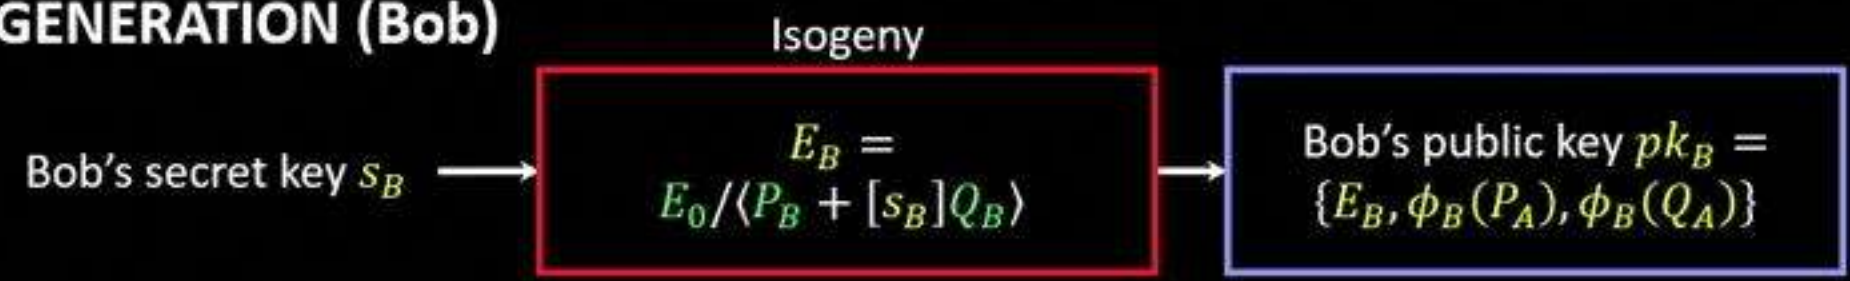 GENERATION (Bob)
Isogeny
Bob's secret key s_B
E_B =
E_0/⟨P_B + [s_B]Q_B⟩
Bob's public key pk_B =
{E_B, ϕ_B(P_A), ϕ_B(Q_A)}